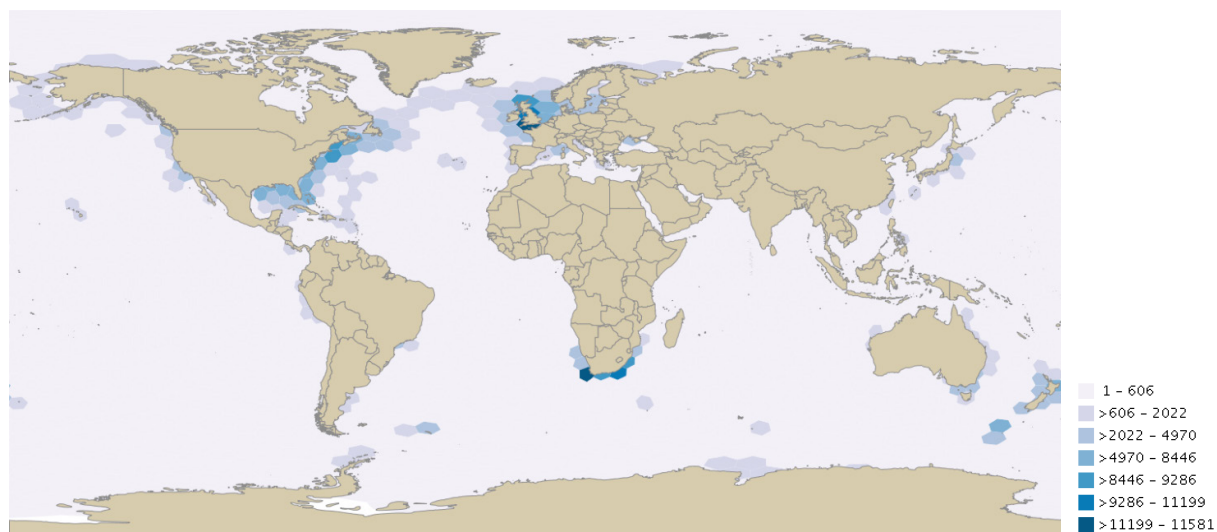 1 – 606
>606 – 2022
>2022 – 4970
>4970 – 8446
>8446 – 9286
>9286 – 11199
>11199 – 11581